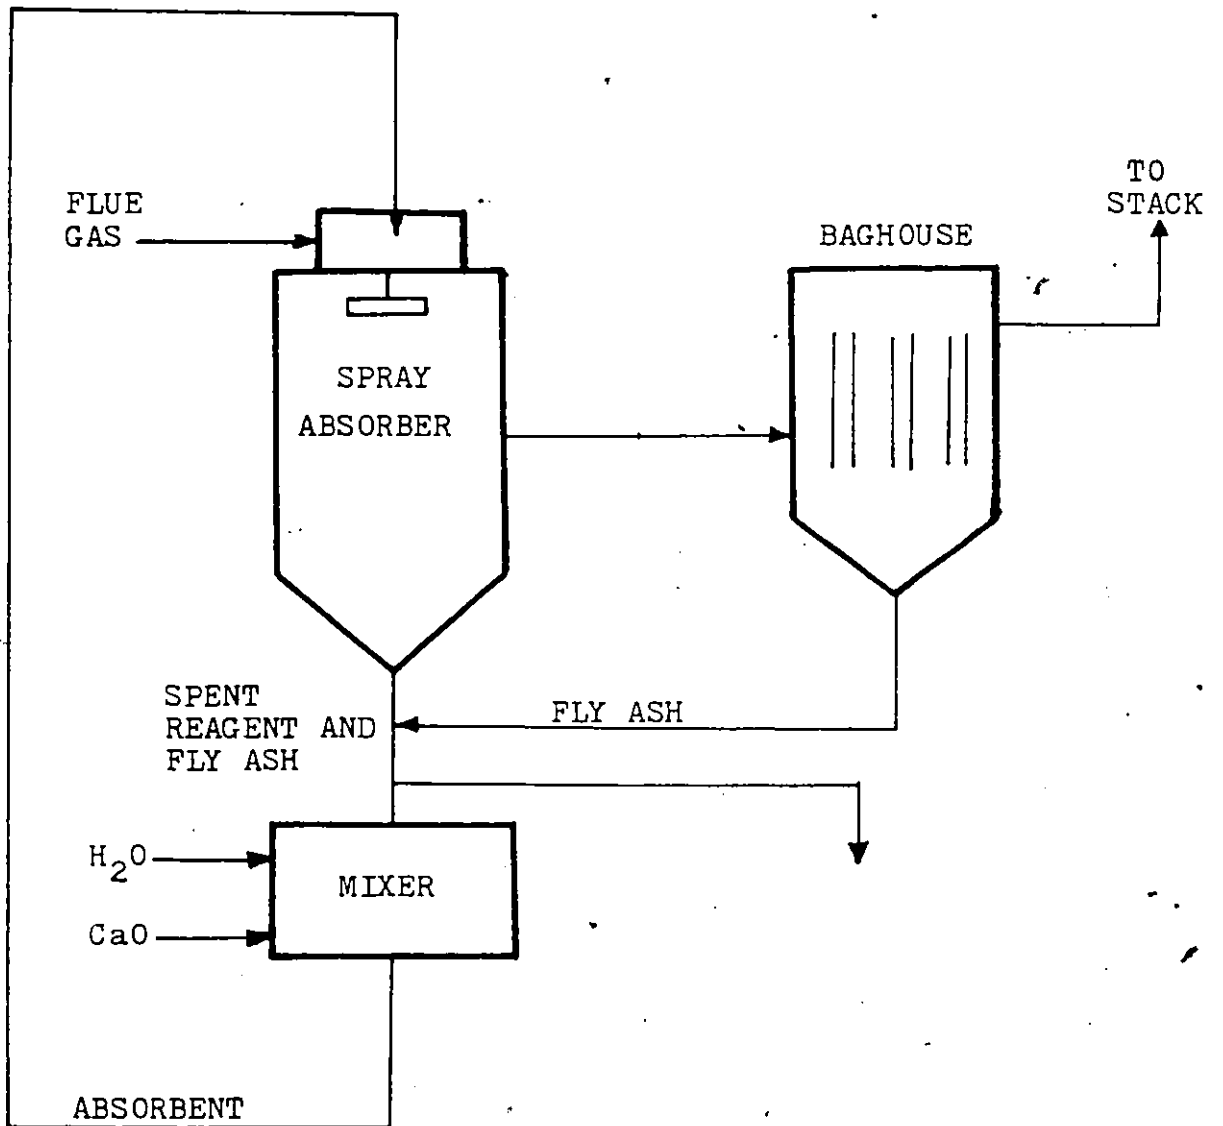 TO
STACK
FLUE
GAS
BAGHOUSE
SPRAY
ABSORBER
SPENT
REAGENT AND
FLY ASH
FLY ASH
H₂O
MIXER
CaO
ABSORBENT